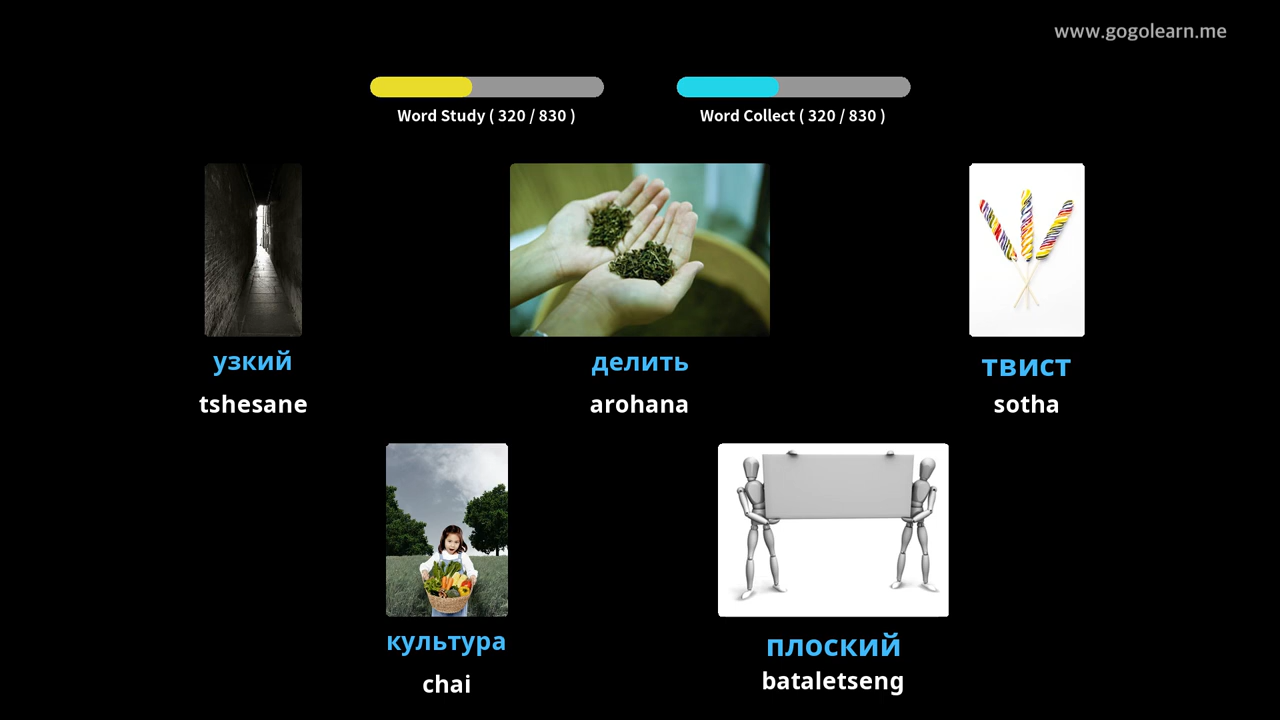 www.gogolearn.me
Word Study ( 320 / 830 )
Word Collect ( 320 / 830 )
узкий
делить
твист
tshesane
arohana
sotha
культура
плоский
chai
bataletseng